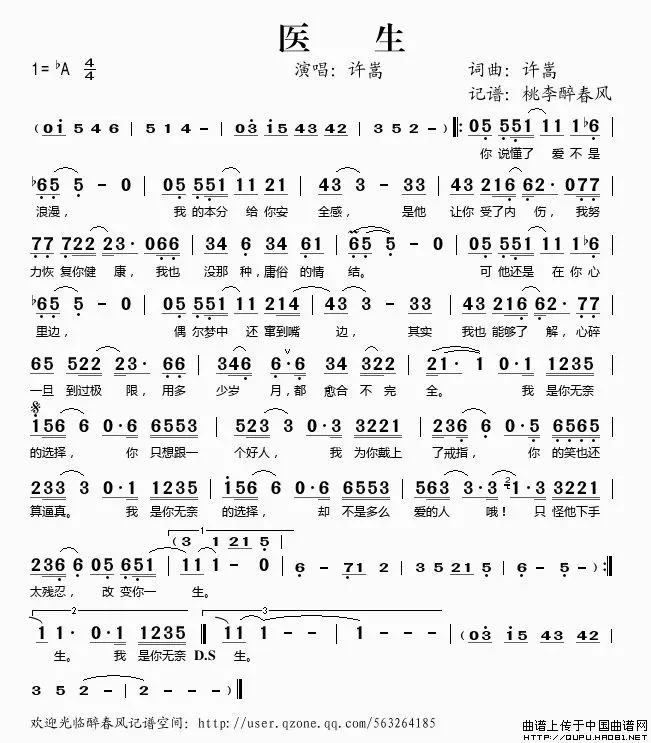 医 生
1=♭A 4/4 演唱：许嵩 词曲：许嵩
记谱：桃李醉春风
(0i 5 4 6 | 5 1 4 - | 03 i5 43 42 | 3 5 2 - ) ‖: 05 551 11 1♭6 |
你 说懂了 爱 不 是
♭65 5 - 0 | 05 551 11 21 | 43 3 - 33 | 43 216 62· 077 |
浪漫， 我 的本分 给 你安 全感， 是他 让你 受了内 伤， 我努
77 722 23· 066 | 34 6 34 61 | 65 5 - 0 | 05 551 11 1♭6 |
力恢 复你健 康， 我也 没那 种，庸俗 的情 结。 可 他还是 在 你 心
♭65 5 - 0 | 05 551 11 214 | 43 3 - 33 | 43 216 62· 77 |
里边， 偶 尔梦中 还 寓到嘴 边， 其实 我也 能够了 解， 心碎
65 522 23· 66 | 346 6·6 34 322 | 21· 1 0·1 1235 |
一旦 到过极 限， 用多 少岁 月，都 愈合 不 完 全。 我 是你无奈
i56 6 0·6 6553 | 523 3 0·3 3221 | 236 6 0·5 6565 |
的选择， 你 只想跟一 个好人， 我 为你戴上 了戒指， 你 的笑也还
233 3 0·1 1235 | i56 6 0·6 6553 | 563 3·3 2 1·3 3221 |
算逼真。 我 是你无奈 的选择， 却 不是多么 爱的人 哦！ 只 怪他下手
1
(3 1 21 5 |
236 6 05 651 | 11 1 - 0 | 6 - 71 2 | 3 5 21 5 | 6 - 5 - ) :‖
太残忍， 改 变你一 生。
2 3
1 1· 0·1 1235 ‖ 11 1 - - | 1 - - - | (03 i5 43 42 |
生。 我 是你无奈 D.S 生。
3 5 2 - | 2 - - 0 ) ‖
欢迎光临醉春风记谱空间：http://user.qzone.qq.com/563264185
曲谱上传于中国曲谱网
HTTP://QUPU.HAO81.NET